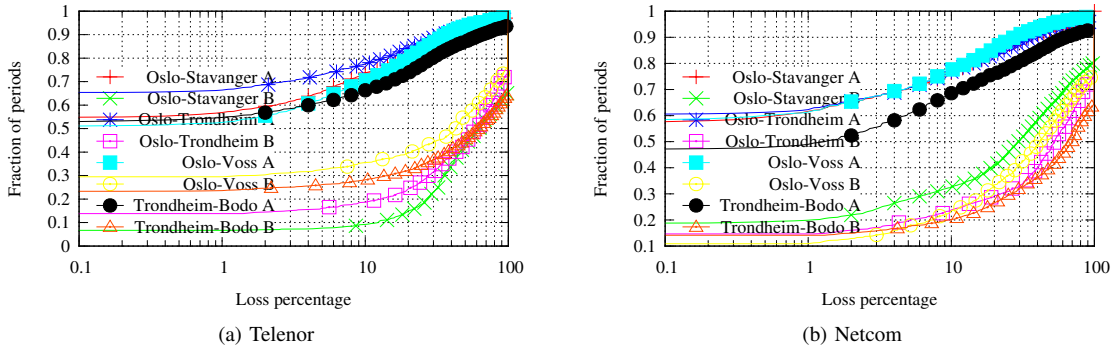 1
0.9
0.8
0.7
0.6
0.5
0.4
0.3
0.2
0.1
0
Fraction of periods
Oslo-Stavanger A
Oslo-Stavanger B
Oslo-Trondheim A
Oslo-Trondheim B
Oslo-Voss A
Oslo-Voss B
Trondheim-Bodo A
Trondheim-Bodo B
0.1 1 10 100
Loss percentage
(a) Telenor
1
0.9
0.8
0.7
0.6
0.5
0.4
0.3
0.2
0.1
Fraction of periods
Oslo-Stavanger A
Oslo-Stavanger B
Oslo-Trondheim A
Oslo-Trondheim B
Oslo-Voss A
Oslo-Voss B
Trondheim-Bodo A
Trondheim-Bodo B
0.1 1 10 100
Loss percentage
(b) Netcom